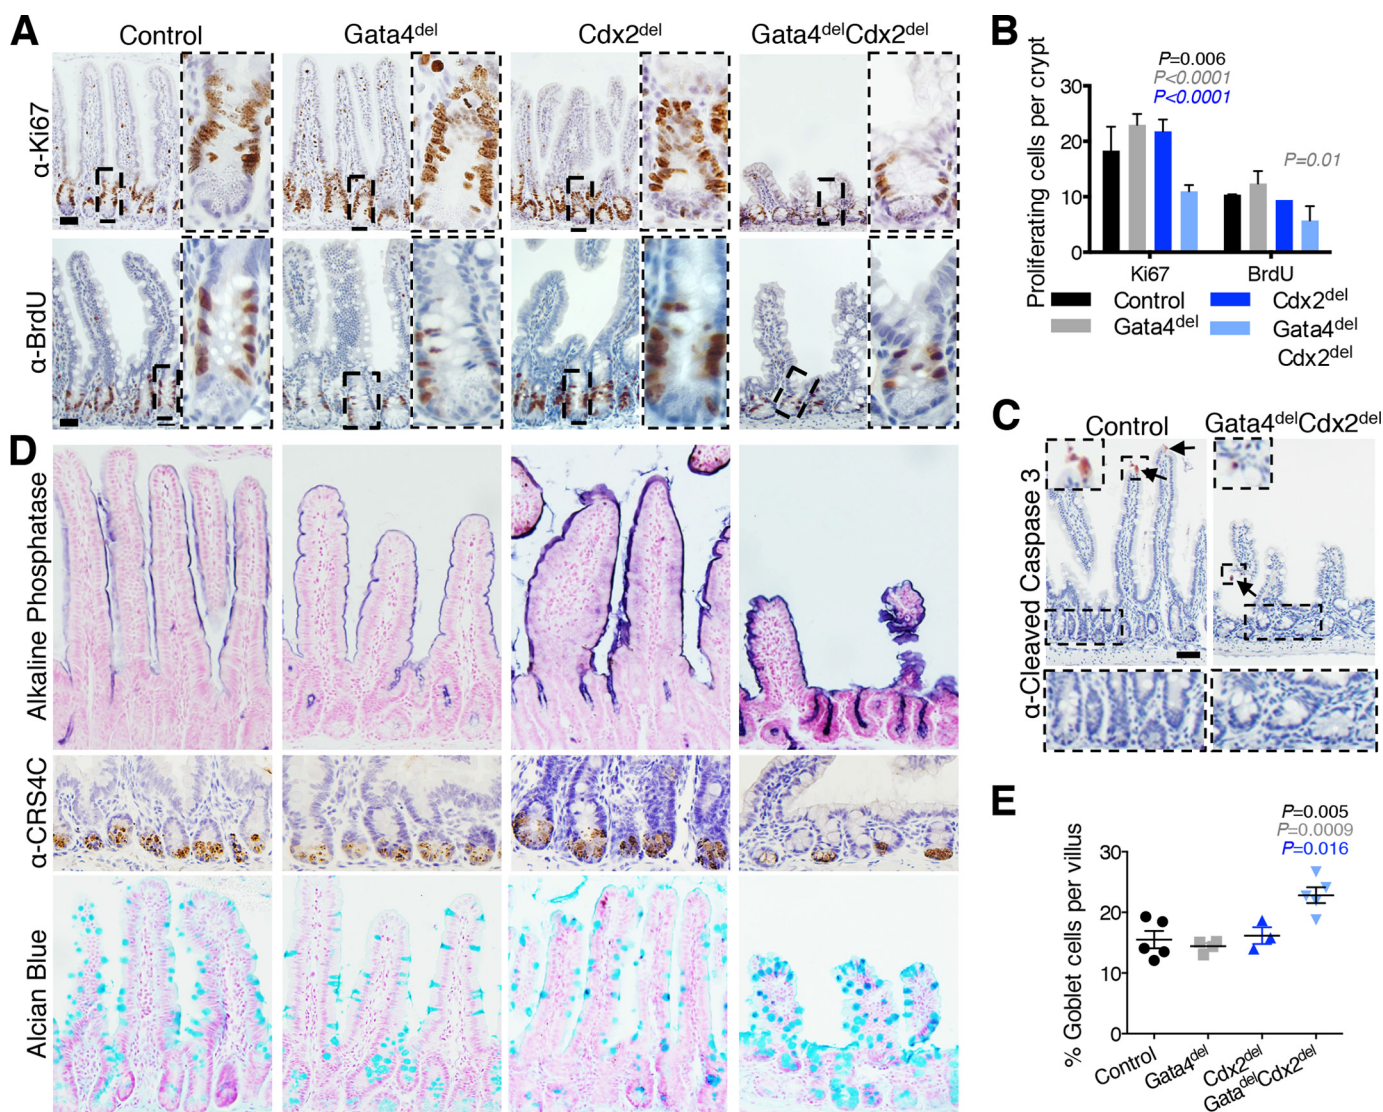 A
Control
Gata4del
Cdx2del
Gata4delCdx2del
α-Ki67
α-BrdU
B
P=0.006
P<0.0001
P<0.0001
P=0.01
Proliferating cells per crypt
30
20
10
0
Ki67
BrdU
Control
Cdx2del
Gata4del
Gata4del
Cdx2del
C
Control
Gata4delCdx2del
α-Cleaved Caspase 3
D
Alkaline Phosphatase
α-CRS4C
Alcian Blue
E
P=0.005
P=0.0009
P=0.016
% Goblet cells per villus
30
20
10
0
Control
Gata4del
Cdx2del
GatadelCdx2del